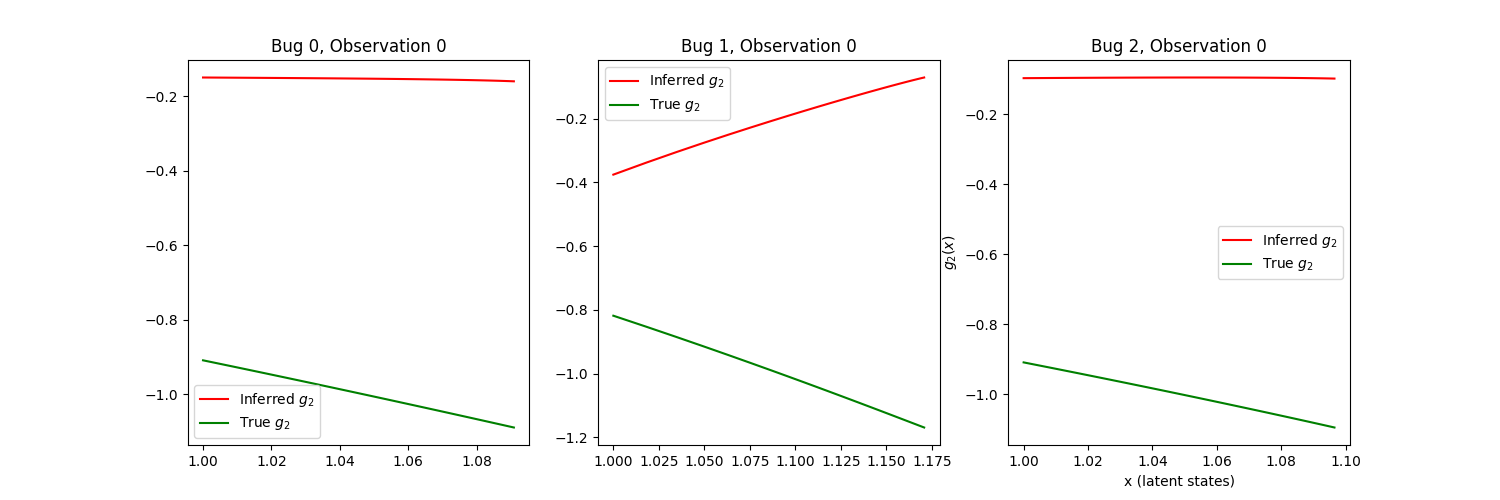 Bug 0, Observation 0
−0.2
−0.4
−0.6
−0.8
−1.0
Inferred g₂
True g₂
1.00 1.02 1.04 1.06 1.08
Bug 1, Observation 0
Inferred g₂
True g₂
−0.2
−0.4
−0.6
−0.8
−1.0
−1.2
1.000 1.025 1.050 1.075 1.100 1.125 1.150 1.175
Bug 2, Observation 0
g₂(x)
−0.2
−0.4
−0.6
−0.8
−1.0
Inferred g₂
True g₂
1.00 1.02 1.04 1.06 1.08 1.10
x (latent states)